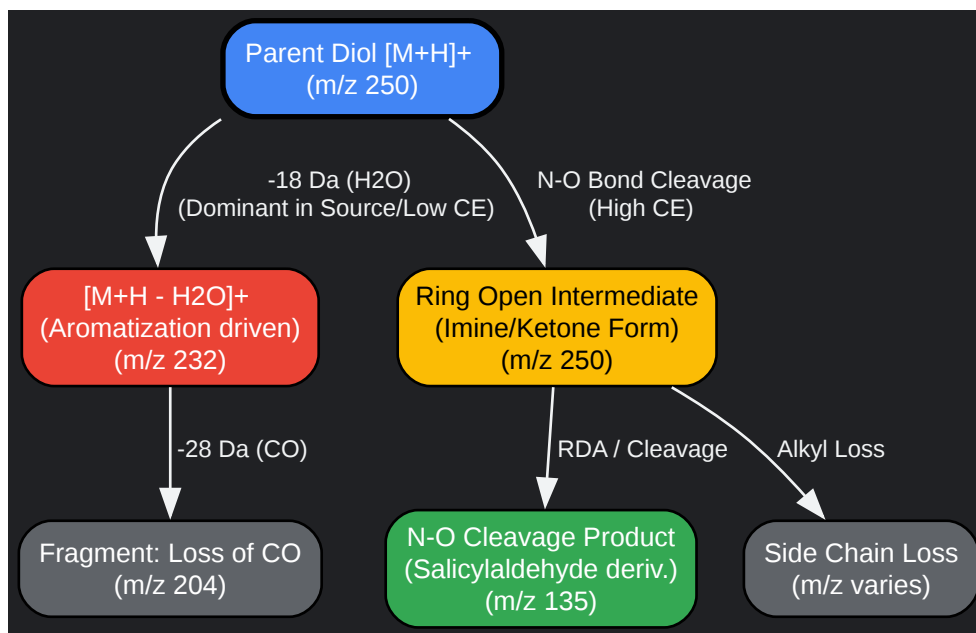 Parent Diol [M+H]+
(m/z 250)
-18 Da (H2O)
(Dominant in Source/Low CE)
N-O Bond Cleavage
(High CE)
[M+H - H2O]+
(Aromatization driven)
(m/z 232)
Ring Open Intermediate
(Imine/Ketone Form)
(m/z 250)
-28 Da (CO)
RDA / Cleavage
Alkyl Loss
Fragment: Loss of CO
(m/z 204)
N-O Cleavage Product
(Salicylaldehyde deriv.)
(m/z 135)
Side Chain Loss
(m/z varies)